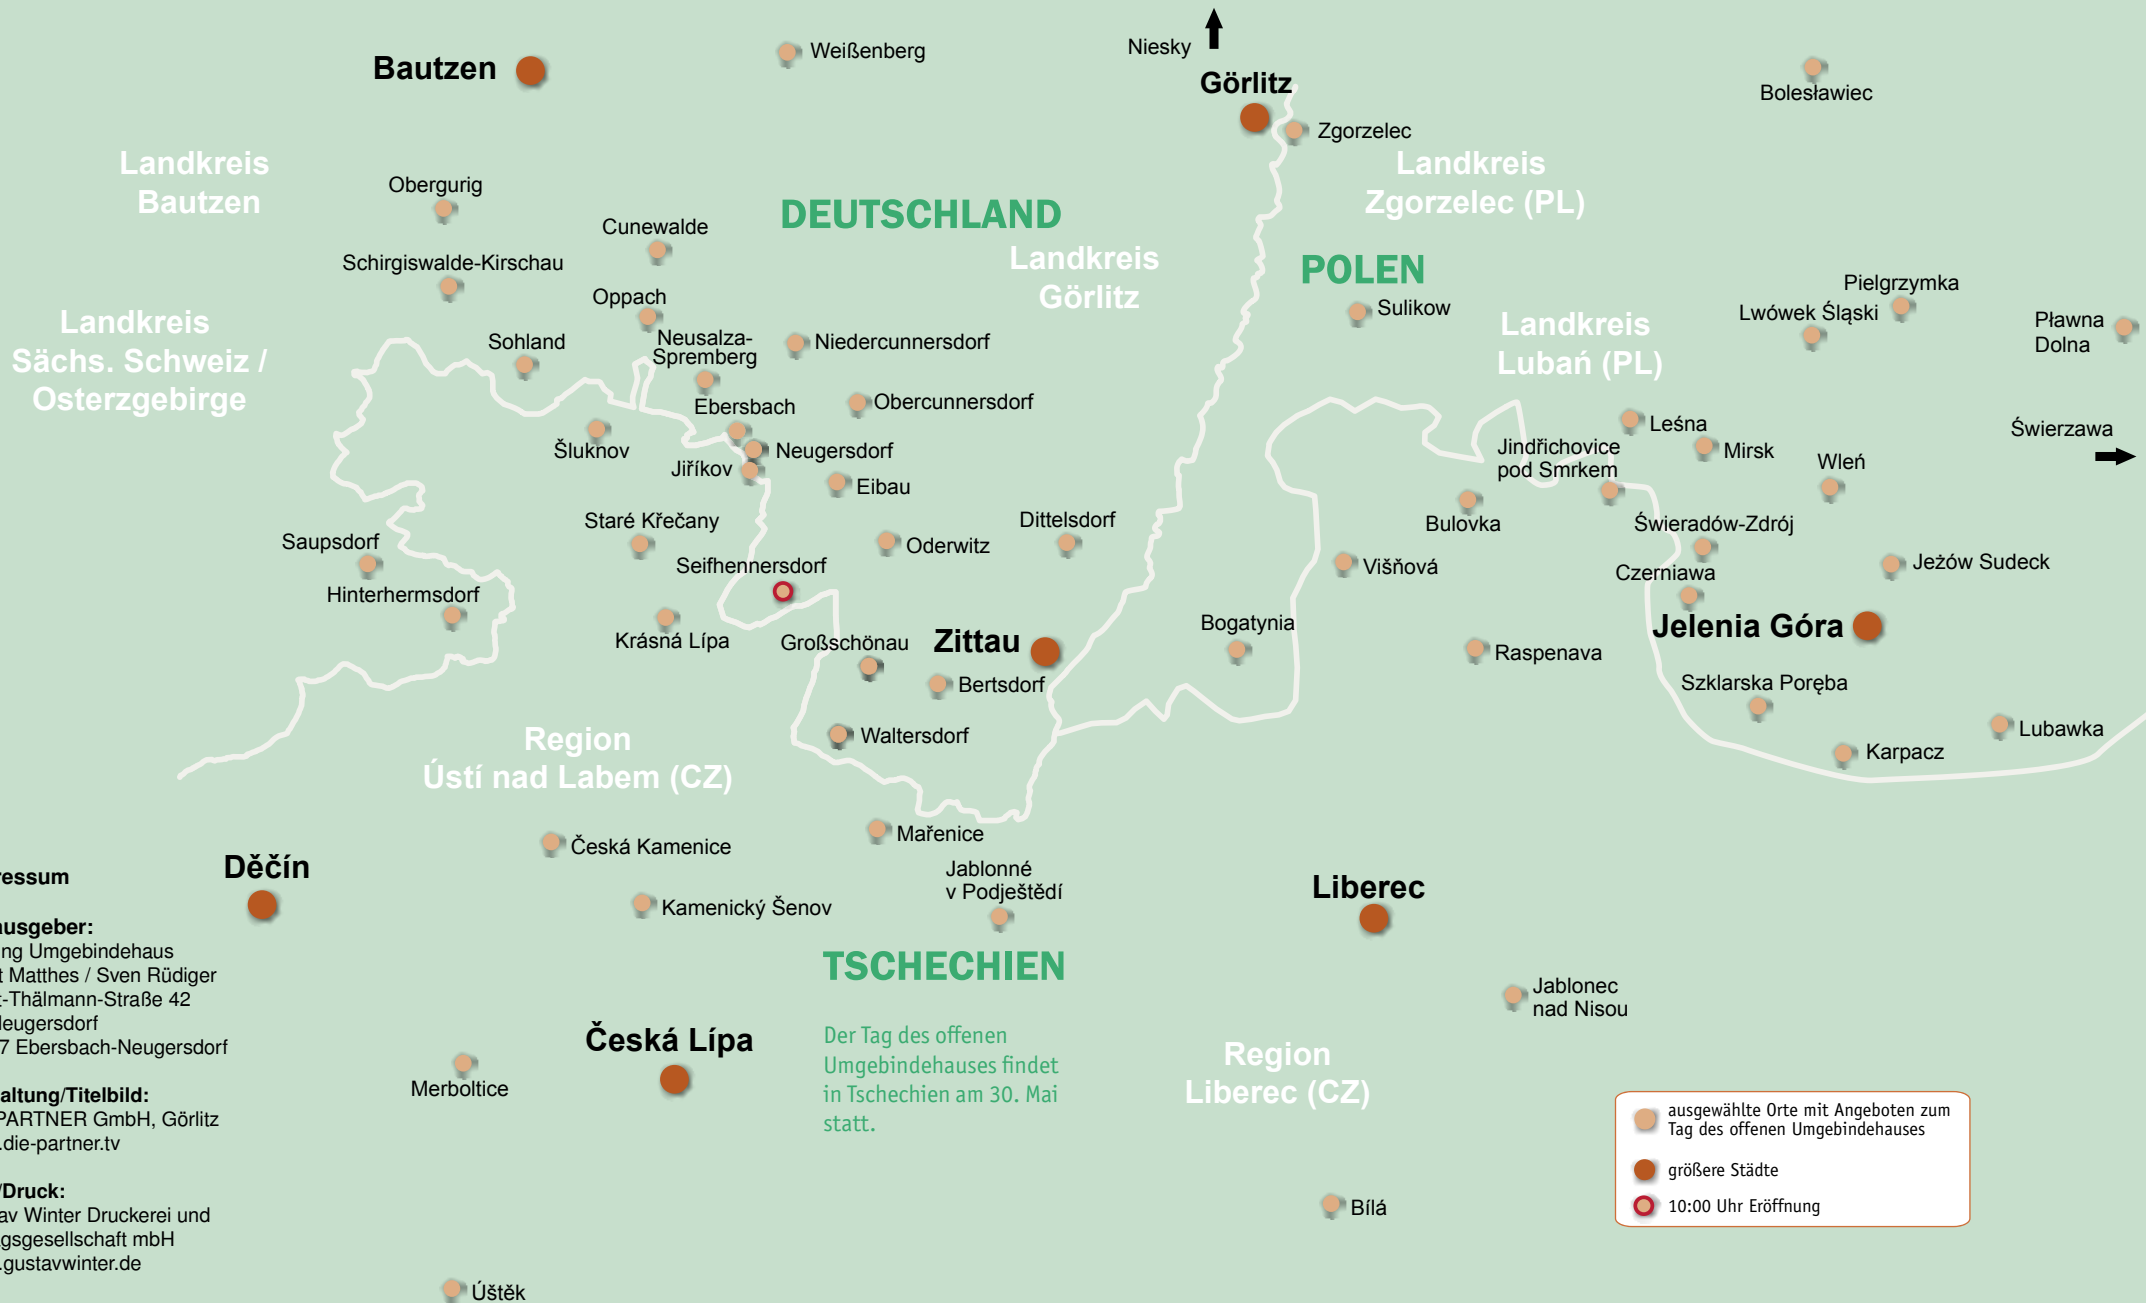 Niesky
Weißenberg
Bautzen
Görlitz
Bolesławiec
Zgorzelec
Landkreis
Bautzen
Landkreis
Zgorzelec (PL)
Obergurig
DEUTSCHLAND
Cunewalde
Landkreis
Görlitz
Schirgiswalde-Kirschau
POLEN
Pielgrzymka
Oppach
Sulikow
Lwówek Śląski
Pławna
Dolna
Landkreis
Sächs. Schweiz /
Osterzgebirge
Landkreis
Lubań (PL)
Sohland
Neusalza-
Spremberg
Niedercunnersdorf
Obercunnersdorf
Ebersbach
Leśna
Świerzawa
Šluknov
Neugersdorf
Jindřichovice
pod Smrkem
Mirsk
Wleń
Jiříkov
Eibau
Staré Křečany
Dittelsdorf
Bulovka
Świeradów-Zdrój
Saupsdorf
Oderwitz
Seifhennersdorf
Višňová
Jeżów Sudeck
Czerniawa
Hinterhermsdorf
Krásná Lípa
Großschönau
Zittau
Bogatynia
Jelenia Góra
Raspenava
Bertsdorf
Szklarska Poręba
Waltersdorf
Lubawka
Karpacz
Region
Ústí nad Labem (CZ)
Mařenice
Česká Kamenice
Děčín
Jablonné
v Podještědí
Liberec
Kamenický Šenov
TSCHECHIEN
Jablonec
nad Nisou
Česká Lípa
Der Tag des offenen
Umgebindehauses findet
in Tschechien am 30. Mai
statt.
Region
Liberec (CZ)
Merboltice
Bílá
Úštěk
ressum
ausgeber:
ng Umgebindehaus
t Matthes / Sven Rüdiger
t-Thälmann-Straße 42
leugersdorf
7 Ebersbach-Neugersdorf
altung/Titelbild:
PARTNER GmbH, Görlitz
.die-partner.tv
/Druck:
av Winter Druckerei und
agsgesellschaft mbH
.gustavwinter.de
ausgewählte Orte mit Angeboten zum
Tag des offenen Umgebindehauses
größere Städte
10:00 Uhr Eröffnung